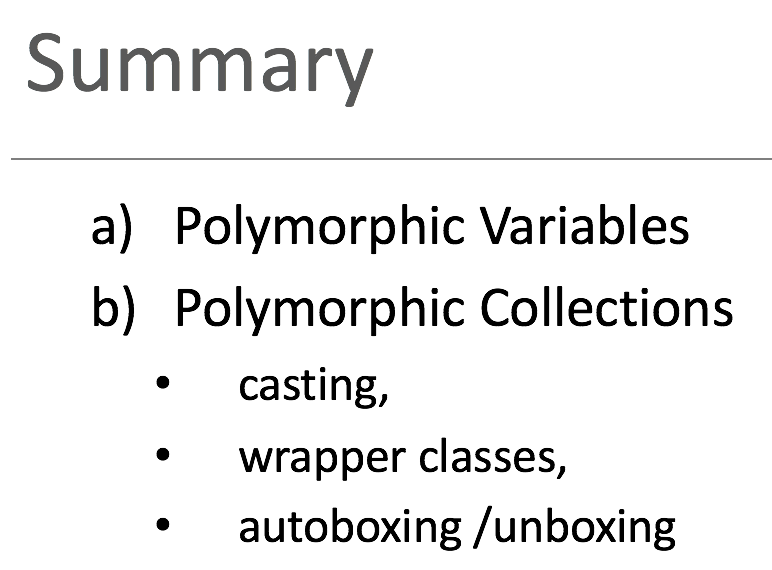 Summary
a) Polymorphic Variables
b) Polymorphic Collections
• casting,
• wrapper classes,
• autoboxing /unboxing